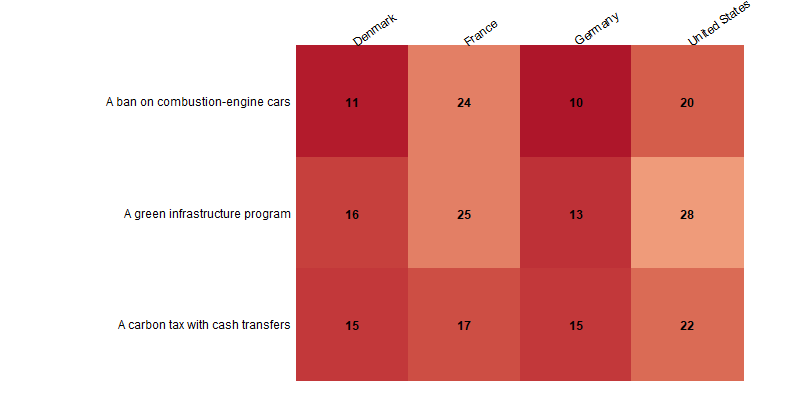 Denmark France Germany United States
A ban on combustion-engine cars 11 24 10 20
A green infrastructure program 16 25 13 28
A carbon tax with cash transfers 15 17 15 22